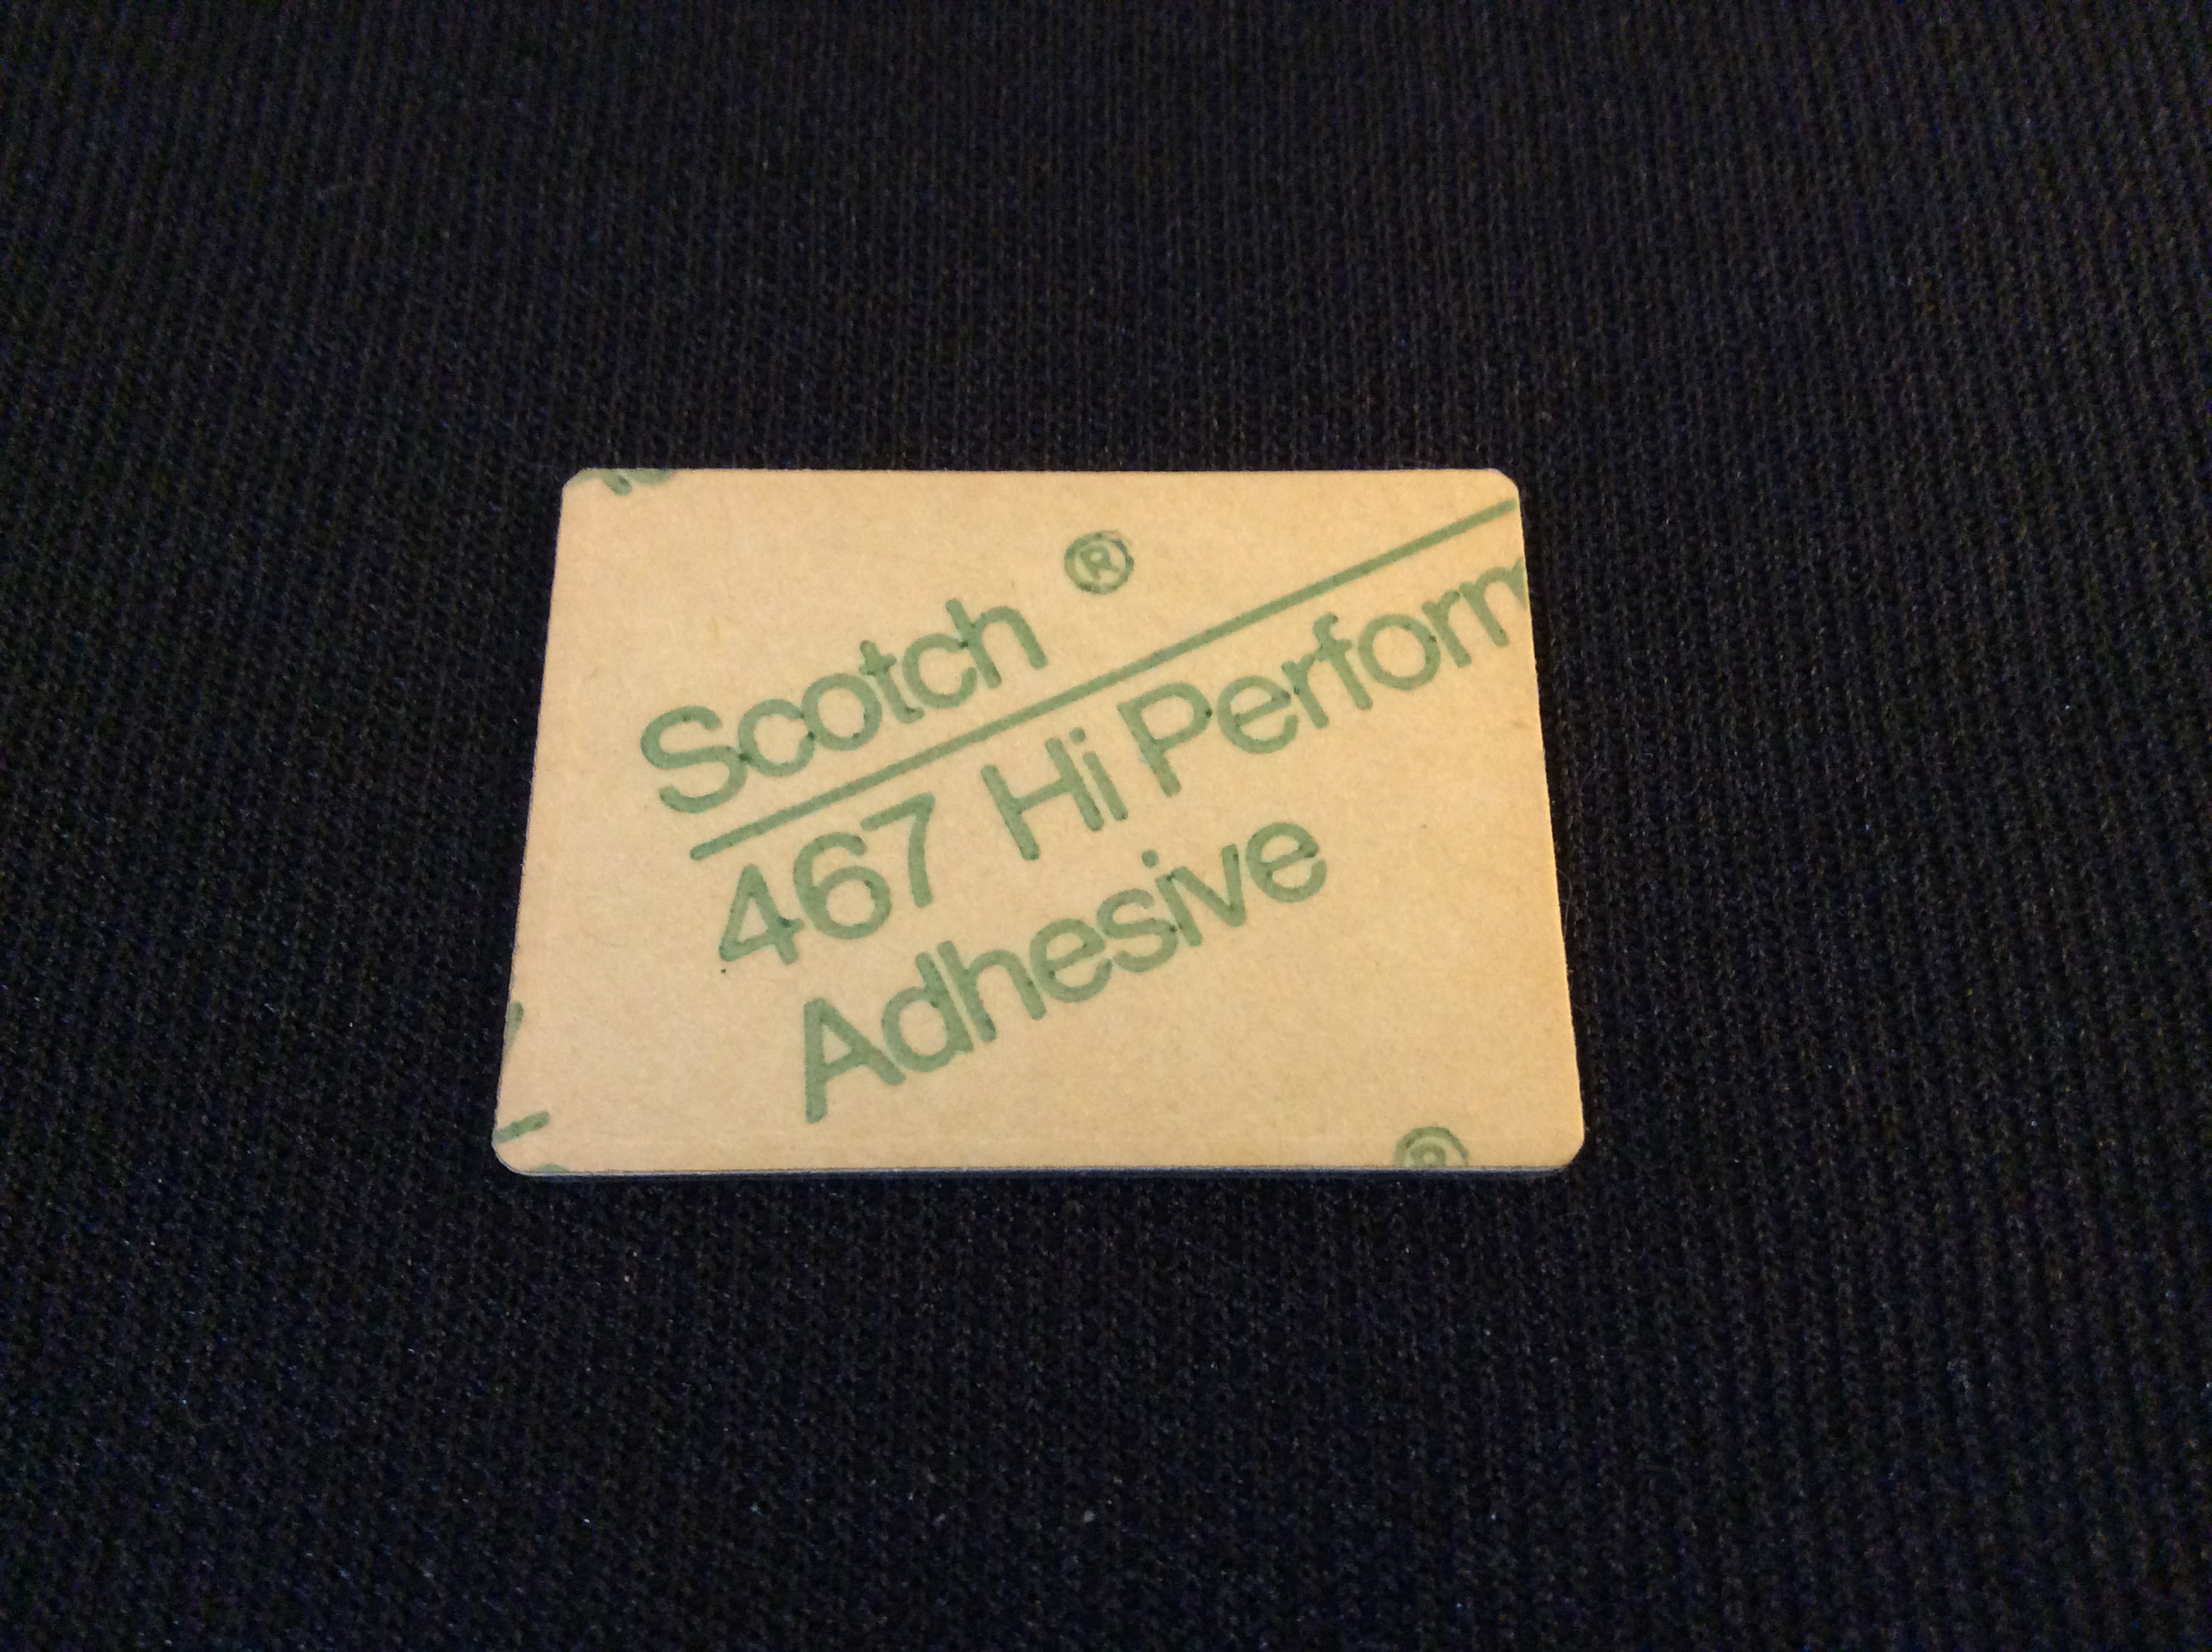 Scotch ®
467 Hi Perform
Adhesive
®